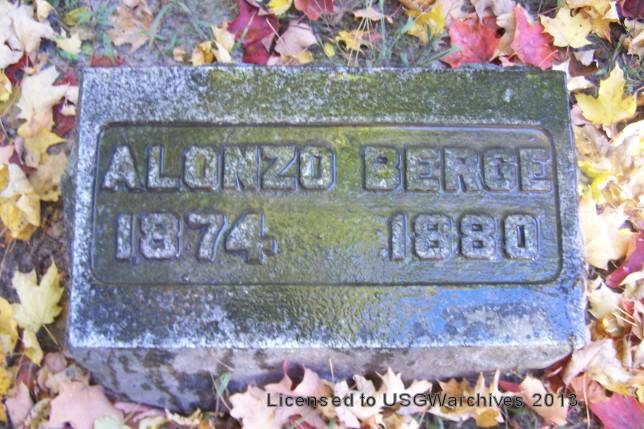 ALONZO BERGE
1874 1880
Licensed to USGWarchives 2013